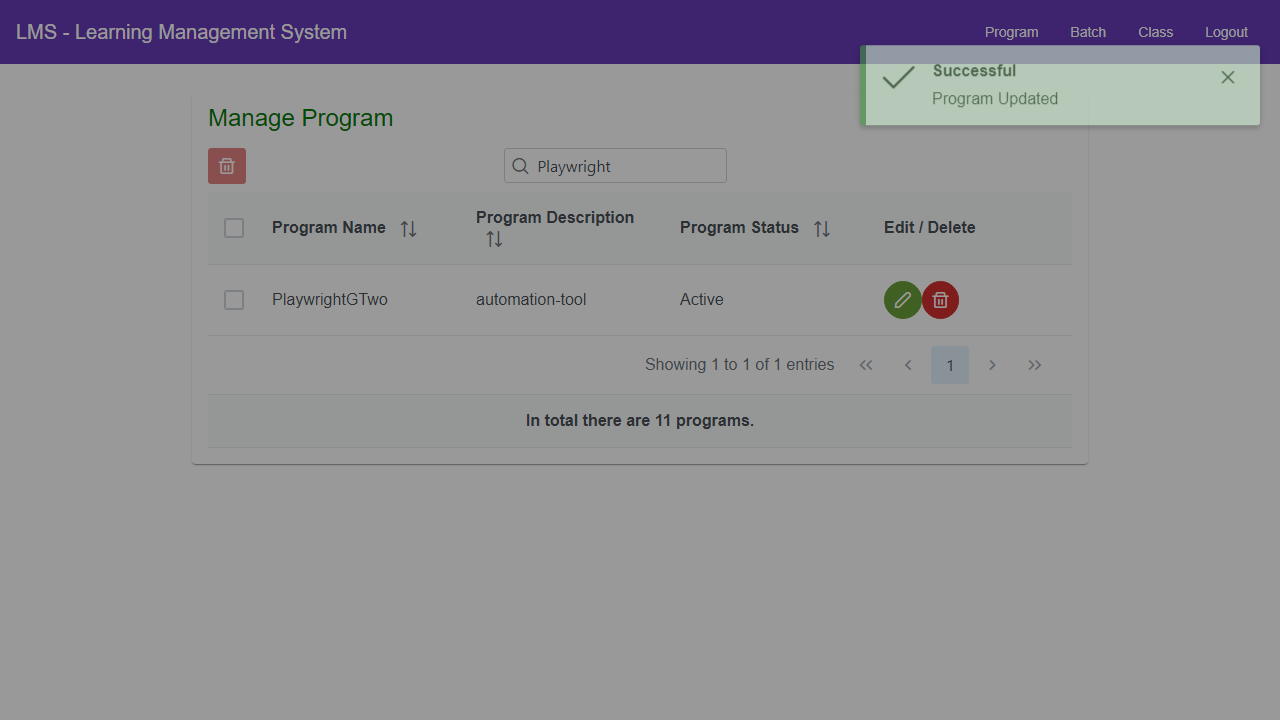 LMS - Learning Management System
Program Batch Class Logout
Successful
Program Updated
Manage Program
Playwright
Program Name Program Description Program Status Edit / Delete
PlaywrightGTwo automation-tool Active
Showing 1 to 1 of 1 entries 1
In total there are 11 programs.